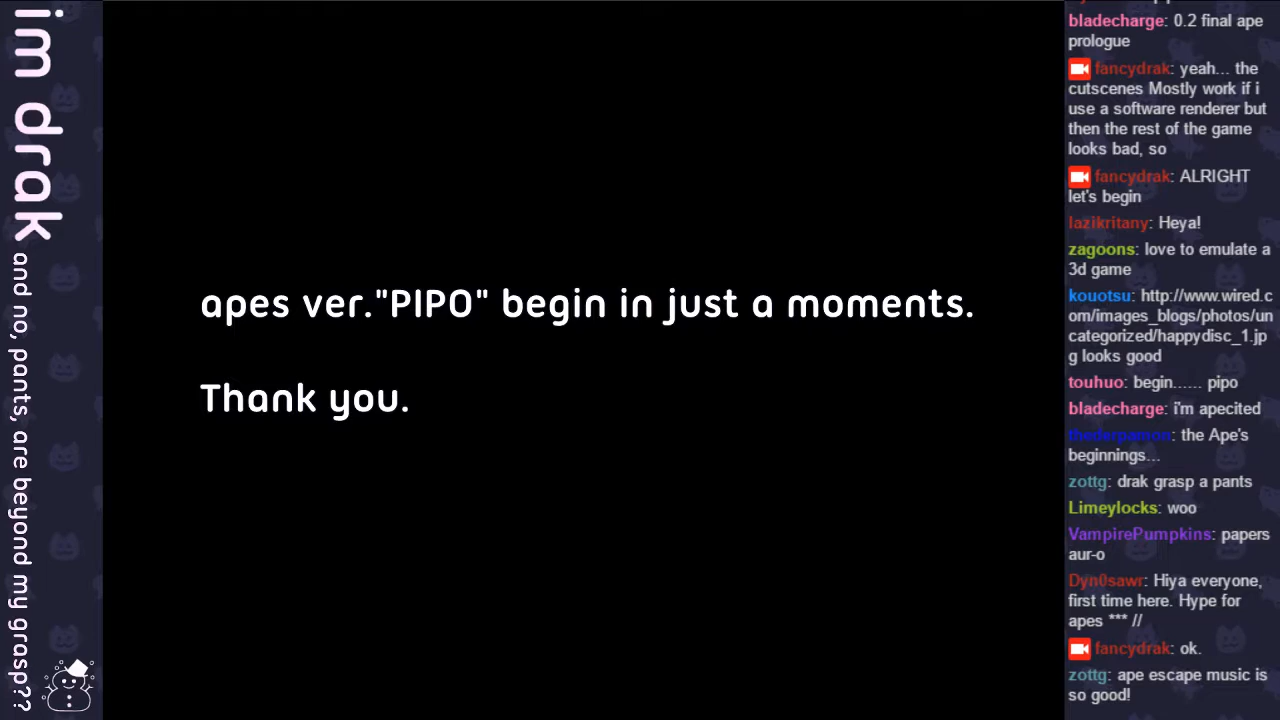 im drak and no, pants, are beyond my grasp??
apes ver."PIPO" begin in just a moments.
Thank you.
bladecharge: 0.2 final ape
prologue
fancydrak: yeah... the
cutscenes Mostly work if i
use a software renderer but
then the rest of the game
looks bad, so
fancydrak: ALRIGHT
let's begin
lazikritany: Heya!
zagoons: love to emulate a
3d game
kouotsu: http://www.wired.c
om/images_blogs/photos/un
categorized/happydisc_1.jp
g looks good
touhuo: begin...... pipo
bladecharge: i'm apecited
thederpamon: the Ape's
beginnings...
zottg: drak grasp a pants
Limeylocks: woo
VampirePumpkins: papers
aur-o
Dyn0sawr: Hiya everyone,
first time here. Hype for
apes *** //
fancydrak: ok.
zottg: ape escape music is
so good!